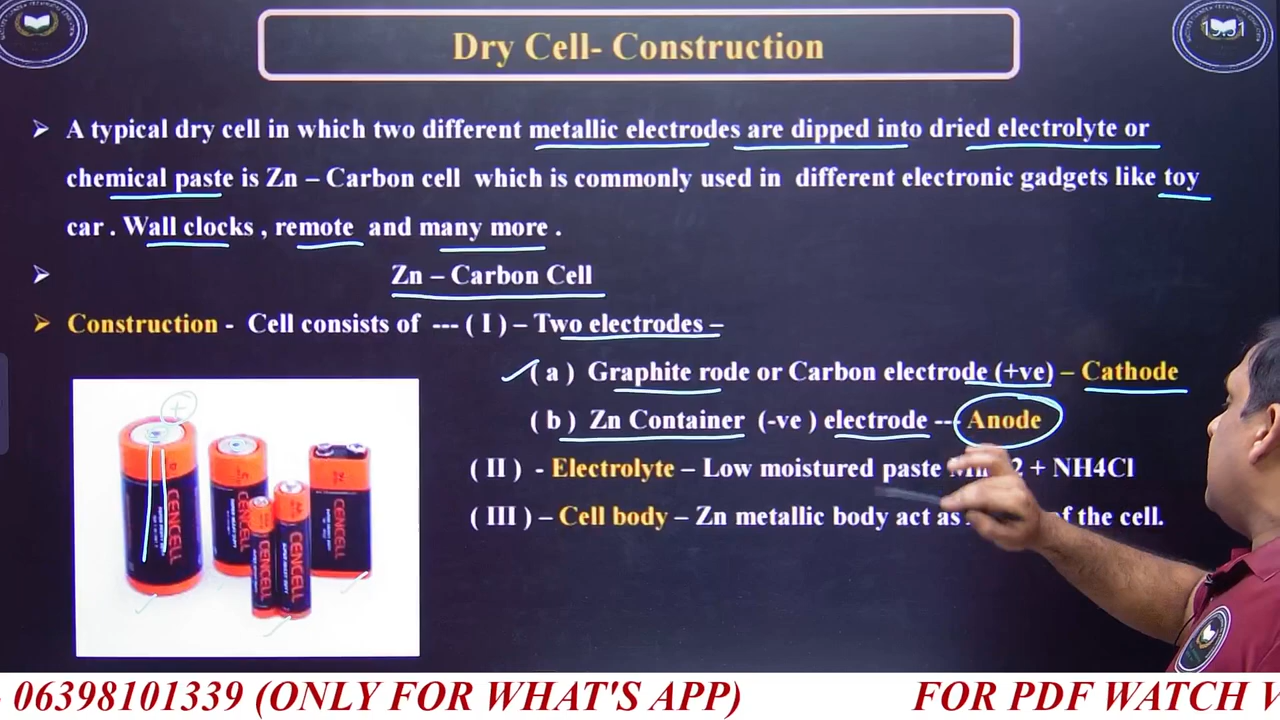 Dry Cell- Construction
15:31
➢ A typical dry cell in which two different metallic electrodes are dipped into dried electrolyte or
chemical paste is Zn – Carbon cell which is commonly used in different electronic gadgets like toy
car . Wall clocks , remote and many more .
➢ Zn – Carbon Cell
➢ Construction - Cell consists of --- ( I ) – Two electrodes –
( a ) Graphite rode or Carbon electrode (+ve) – Cathode
( b ) Zn Container (-ve ) electrode --- Anode
( II ) - Electrolyte – Low moistured paste 2 + NH4Cl
( III ) – Cell body – Zn metallic body act as of the cell.
+
CENCELL
CENCELL
CENCELL
CENCELL
- 06398101339 (ONLY FOR WHAT'S APP) FOR PDF WATCH V